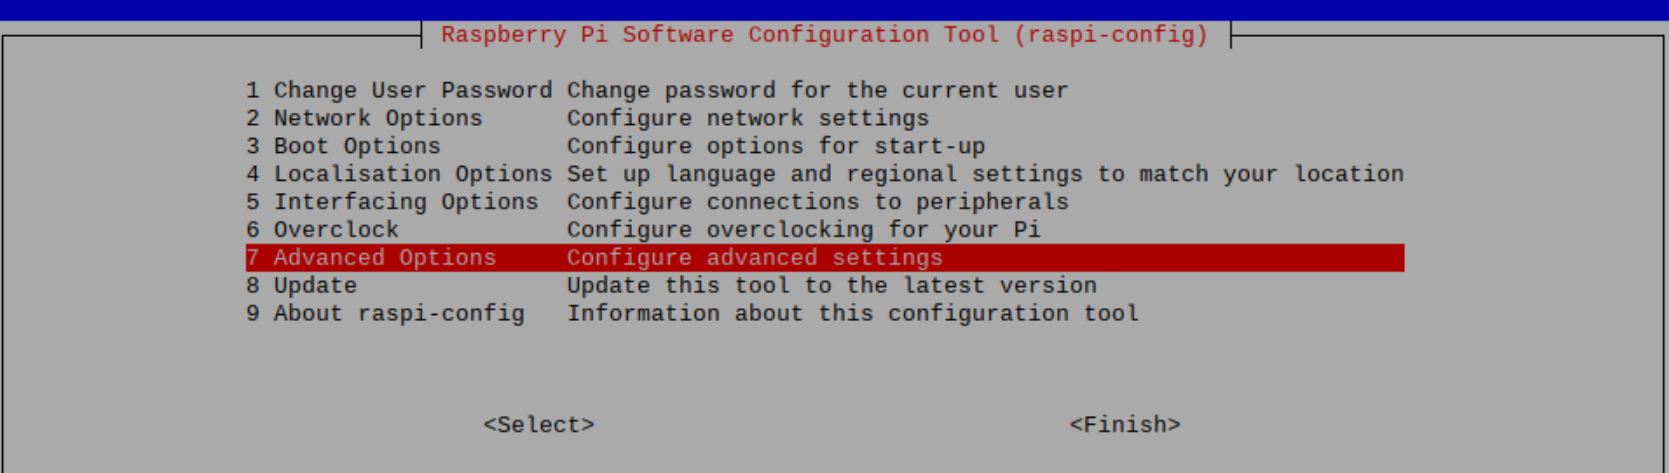 Raspberry Pi Software Configuration Tool (raspi-config)
1 Change User Password Change password for the current user
2 Network Options Configure network settings
3 Boot Options Configure options for start-up
4 Localisation Options Set up language and regional settings to match your location
5 Interfacing Options Configure connections to peripherals
6 Overclock Configure overclocking for your Pi
7 Advanced Options Configure advanced settings
8 Update Update this tool to the latest version
9 About raspi-config Information about this configuration tool
<Select> <Finish>